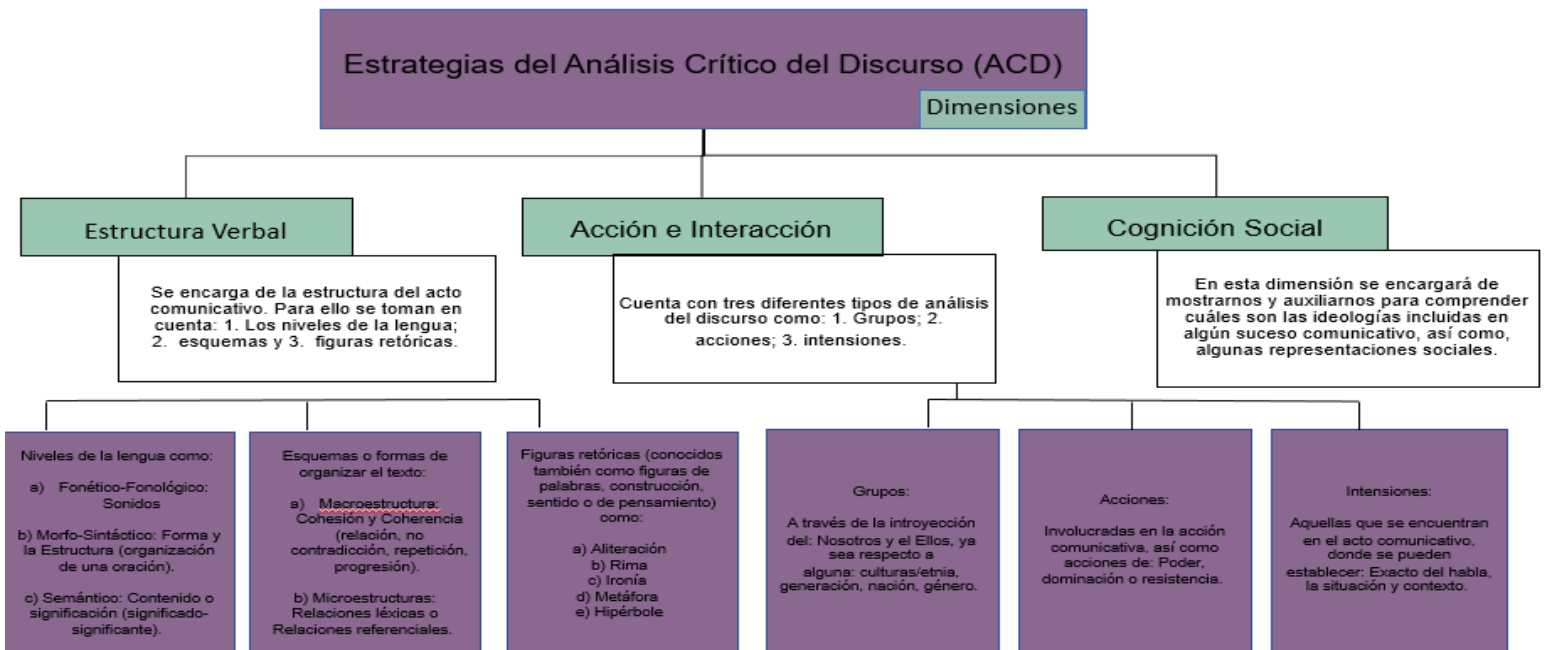 Estrategias del Análisis Crítico del Discurso (ACD)
Dimensiones
Estructura Verbal
Se encarga de la estructura del acto
comunicativo. Para ello se toman en
cuenta: 1. Los niveles de la lengua;
2. esquemas y 3. figuras retóricas.
Acción e Interacción
Cuenta con tres diferentes tipos de análisis
del discurso como: 1. Grupos; 2.
acciones; 3. intensiones.
Cognición Social
En esta dimensión se encargará de
mostrarnos y auxiliarnos para comprender
cuáles son las ideologías incluidas en
algún suceso comunicativo, así como,
algunas representaciones sociales.
Niveles de la lengua como:
a) Fonético-Fonológico:
Sonidos
b) Morfo-Sintáctico: Forma y
la Estructura (organización
de una oración).
c) Semántico: Contenido o
significación (significado-
significante).
Esquemas o formas de
organizar el texto:
a) Macroestructura:
Cohesión y Coherencia
(relación, no
contradicción, repetición,
progresión).
b) Microestructuras:
Relaciones léxicas o
Relaciones referenciales.
Figuras retóricas (conocidos
también como figuras de
palabras, construcción,
sentido o de pensamiento)
como:
a) Aliteración
b) Rima
c) Ironía
d) Metáfora
e) Hipérbole
Grupos:
A través de la introyección
del: Nosotros y el Ellos, ya
sea respecto a
alguna: culturas/etnia,
generación, nación, género.
Acciones:
Involucradas en la acción
comunicativa, así como
acciones de: Poder,
dominación o resistencia.
Intensiones:
Aquellas que se encuentran
en el acto comunicativo,
donde se pueden
establecer: Exacto del habla,
la situación y contexto.